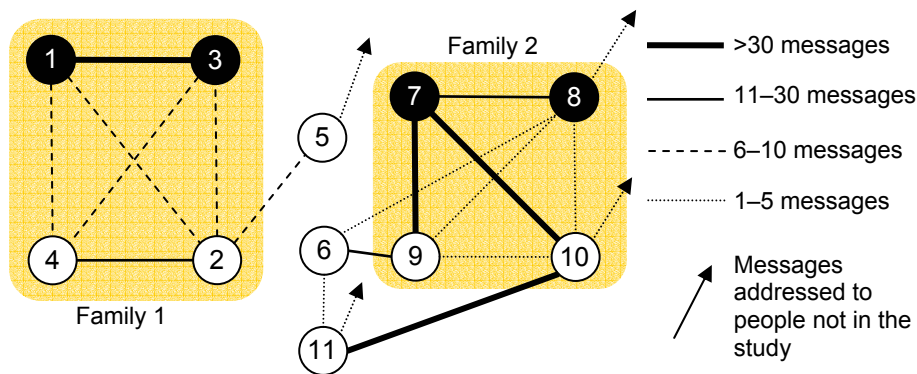 1
3
5
4
2
Family 1
Family 2
7
8
6
9
10
11
>30 messages
11–30 messages
6–10 messages
1–5 messages
Messages
addressed to
people not in the
study